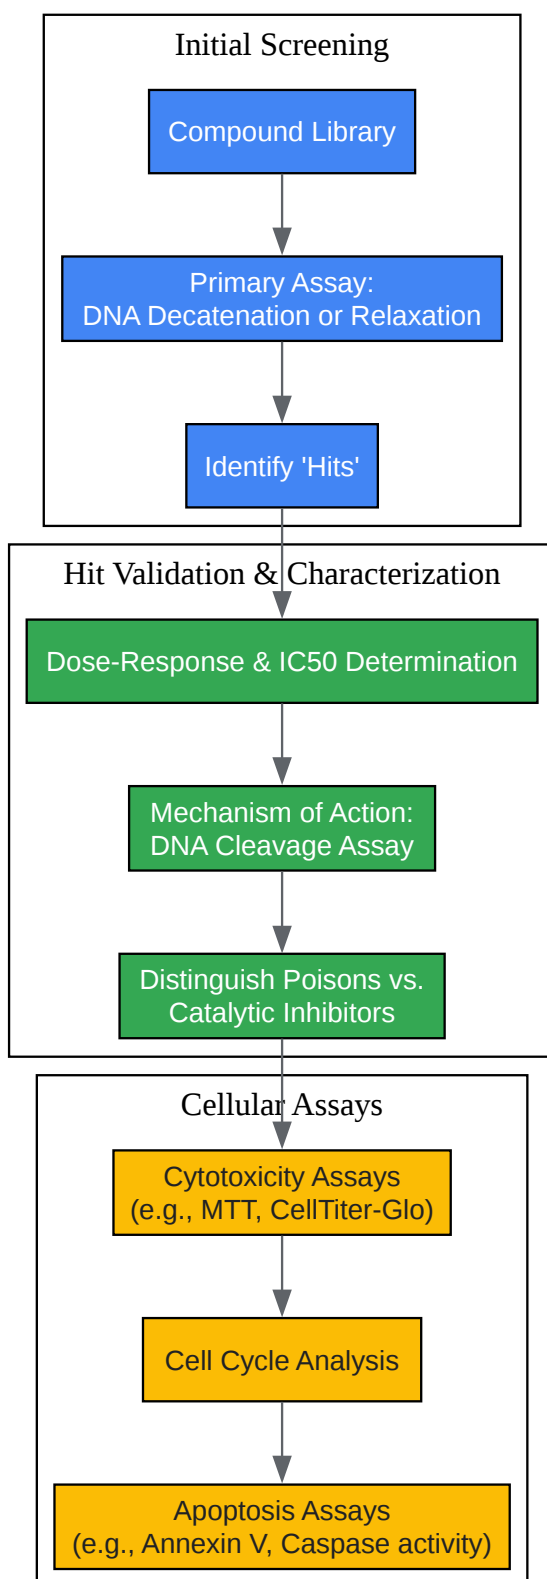 Initial Screening
Compound Library
Primary Assay:
DNA Decatenation or Relaxation
Identify 'Hits'
Hit Validation & Characterization
Dose-Response & IC50 Determination
Mechanism of Action:
DNA Cleavage Assay
Distinguish Poisons vs.
Catalytic Inhibitors
Cellular Assays
Cytotoxicity Assays
(e.g., MTT, CellTiter-Glo)
Cell Cycle Analysis
Apoptosis Assays
(e.g., Annexin V, Caspase activity)